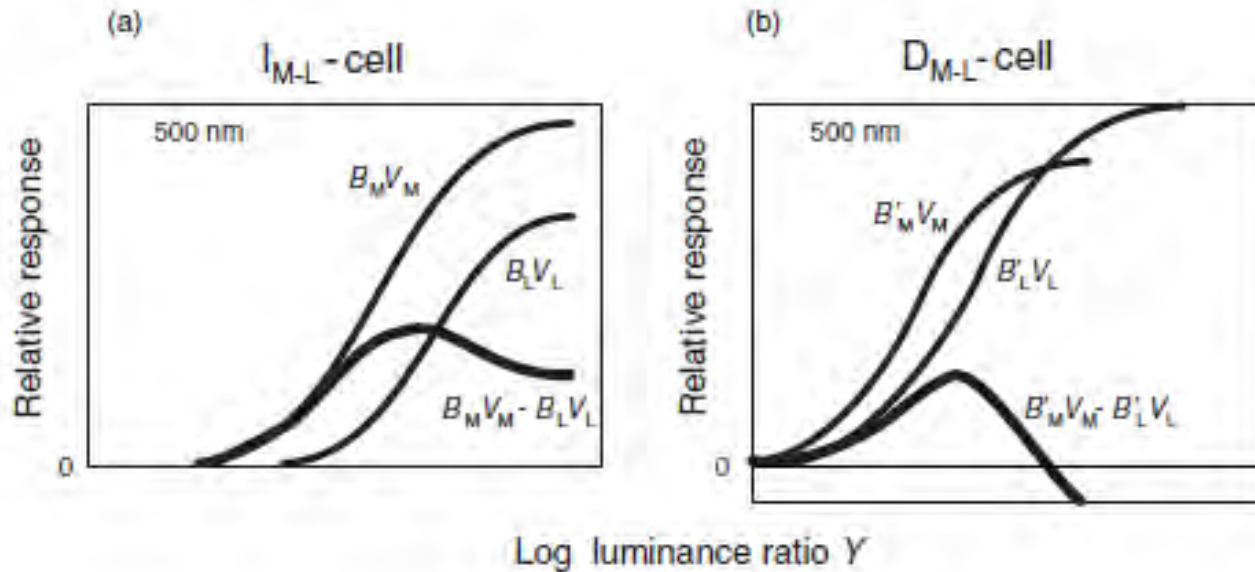 (a)
I_M-L-cell
500 nm
B_M V_M
B_L V_L
B_M V_M - B_L V_L
Relative response
0
(b)
D_M-L-cell
500 nm
B'_M V_M
B'_L V_L
B'_M V_M - B'_L V_L
Relative response
0
Log luminance ratio Y